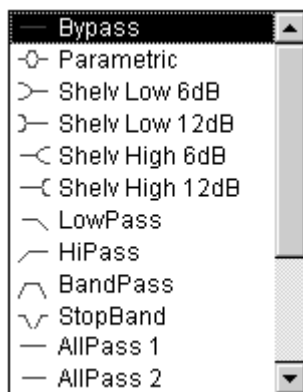 Bypass
Parametric
Shelv Low 6dB
Shelv Low 12dB
Shelv High 6dB
Shelv High 12dB
LowPass
HiPass
BandPass
StopBand
AllPass 1
AllPass 2